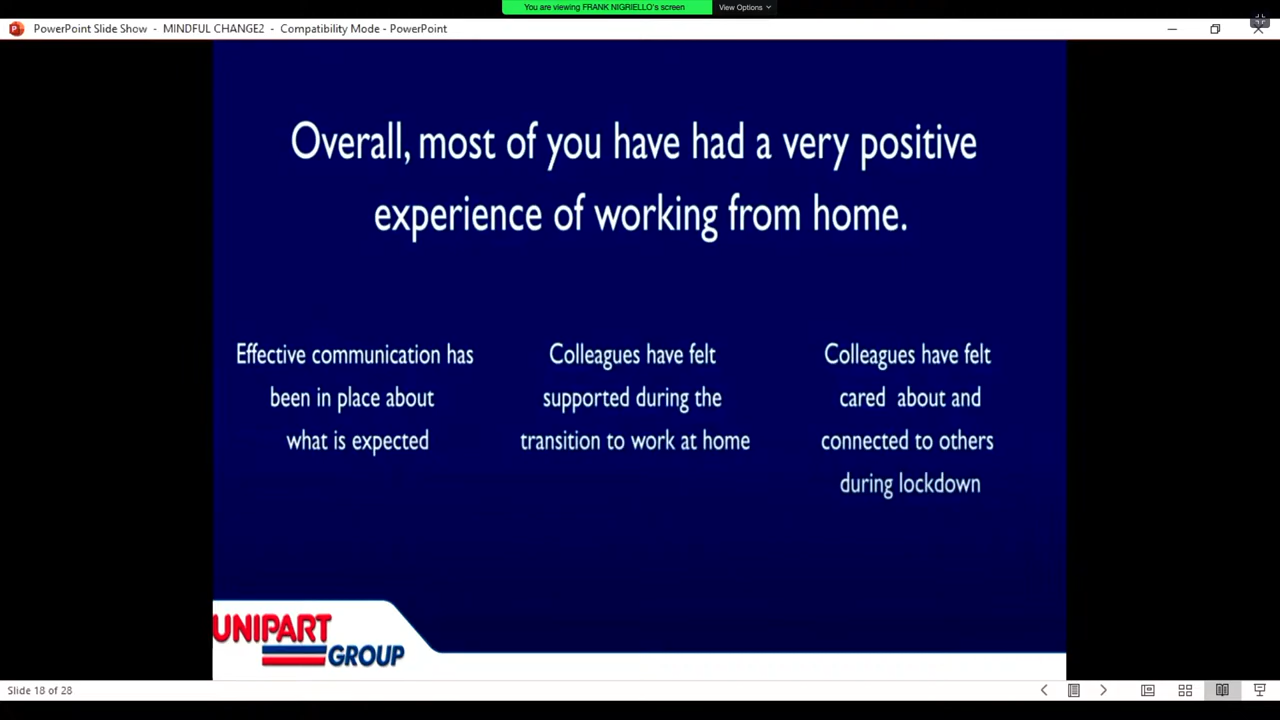 You are viewing FRANK NIGRIELLO's screen
View Options
PowerPoint Slide Show - MINDFUL CHANGE2 - Compatibility Mode - PowerPoint
Overall, most of you have had a very positive
experience of working from home.
Effective communication has
been in place about
what is expected
Colleagues have felt
supported during the
transition to work at home
Colleagues have felt
cared about and
connected to others
during lockdown
UNIPART
GROUP
Slide 18 of 28